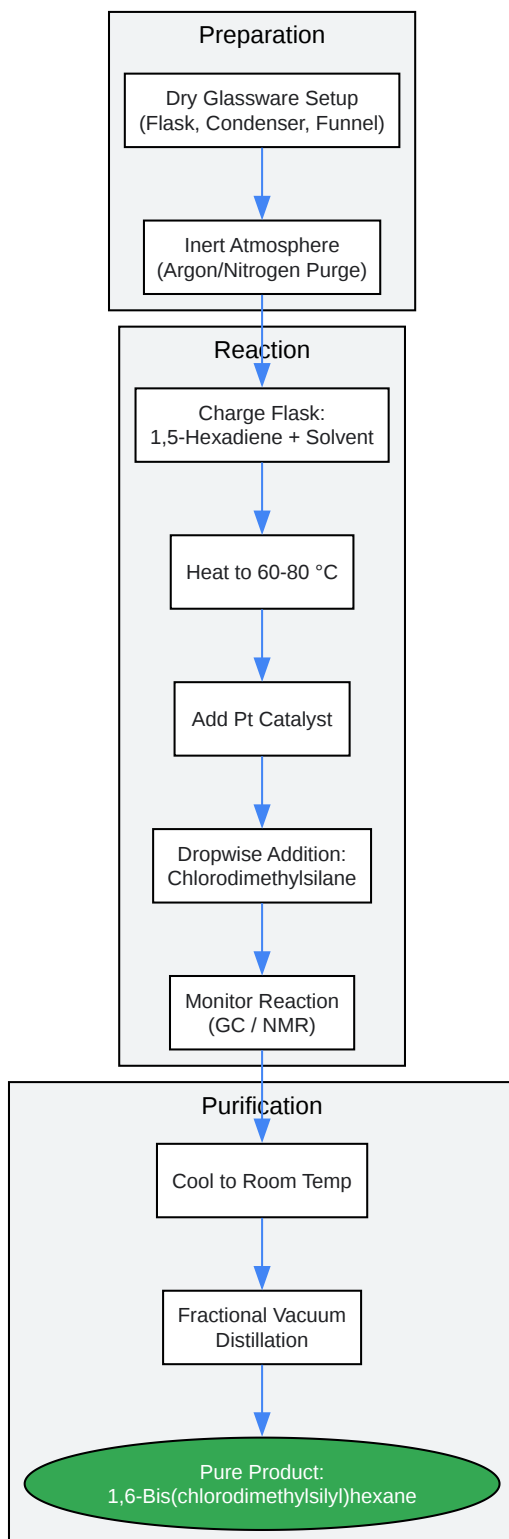 Preparation
Dry Glassware Setup
(Flask, Condenser, Funnel)
Inert Atmosphere
(Argon/Nitrogen Purge)
Reaction
Charge Flask:
1,5-Hexadiene + Solvent
Heat to 60-80 °C
Add Pt Catalyst
Dropwise Addition:
Chlorodimethylsilane
Monitor Reaction
(GC / NMR)
Purification
Cool to Room Temp
Fractional Vacuum
Distillation
Pure Product:
1,6-Bis(chlorodimethylsilyl)hexane